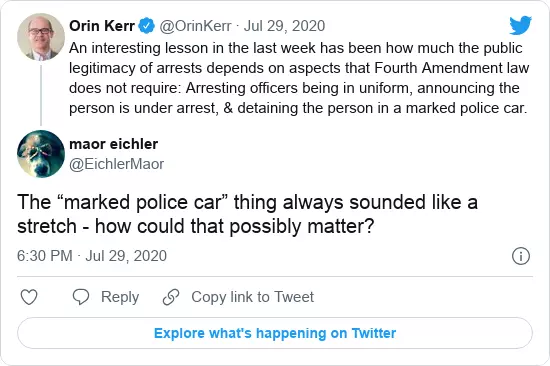 Orin Kerr @OrinKerr · Jul 29, 2020
An interesting lesson in the last week has been how much the public
legitimacy of arrests depends on aspects that Fourth Amendment law
does not require: Arresting officers being in uniform, announcing the
person is under arrest, & detaining the person in a marked police car.
maor eichler
@EichlerMaor
The “marked police car” thing always sounded like a
stretch - how could that possibly matter?
6:30 PM · Jul 29, 2020
Reply
Copy link to Tweet
Explore what's happening on Twitter